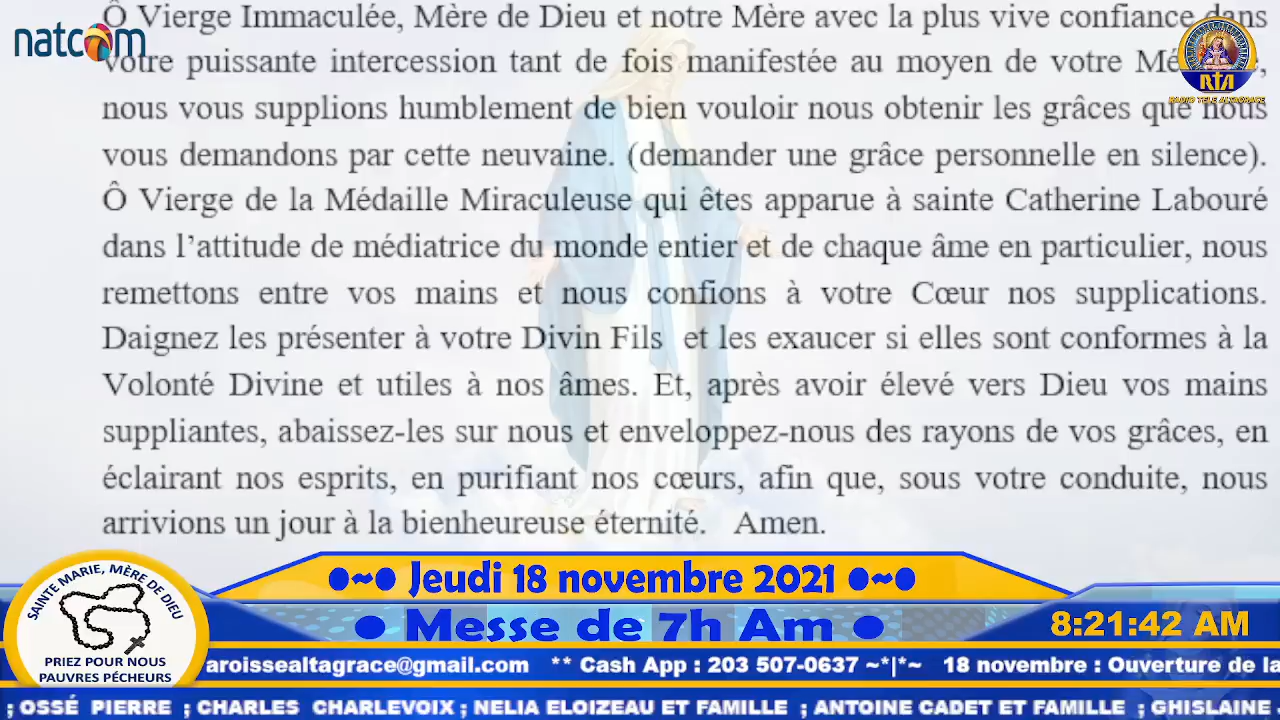 Ô Vierge Immaculée, Mère de Dieu et notre Mère avec la plus vive confiance dans
votre puissante intercession tant de fois manifestée au moyen de votre
nous vous supplions humblement de bien vouloir nous obtenir les grâces que nous
vous demandons par cette neuvaine. (demander une grâce personnelle en silence).
Ô Vierge de la Médaille Miraculeuse qui êtes apparue à sainte Catherine Labouré
dans l’attitude de médiatrice du monde entier et de chaque âme en particulier, nous
remettons entre vos mains et nous confions à votre Cœur nos supplications.
Daignez les présenter à votre Divin Fils et les exaucer si elles sont conformes à la
Volonté Divine et utiles à nos âmes. Et, après avoir élevé vers Dieu vos mains
suppliantes, abaissez-les sur nous et enveloppez-nous des rayons de vos grâces, en
éclairant nos esprits, en purifiant nos cœurs, afin que, sous votre conduite, nous
arrivions un jour à la bienheureuse éternité. Amen.
natcom
RTA
RADIO TELE ALTAGRACE
SAINTE MARIE, MÈRE DE DIEU
PRIEZ POUR NOUS
PAUVRES PÉCHEURS
●~● Jeudi 18 novembre 2021 ●~●
● Messe de 7h Am ●
8:21:42 AM
aroissealtagrace@gmail.com ** Cash App : 203 507-0637 ~*|*~ 18 novembre : Ouverture de la
; OSSÉ PIERRE ; CHARLES CHARLEVOIX ; NELIA ELOIZEAU ET FAMILLE ; ANTOINE CADET ET FAMILLE ; GHISLAINE